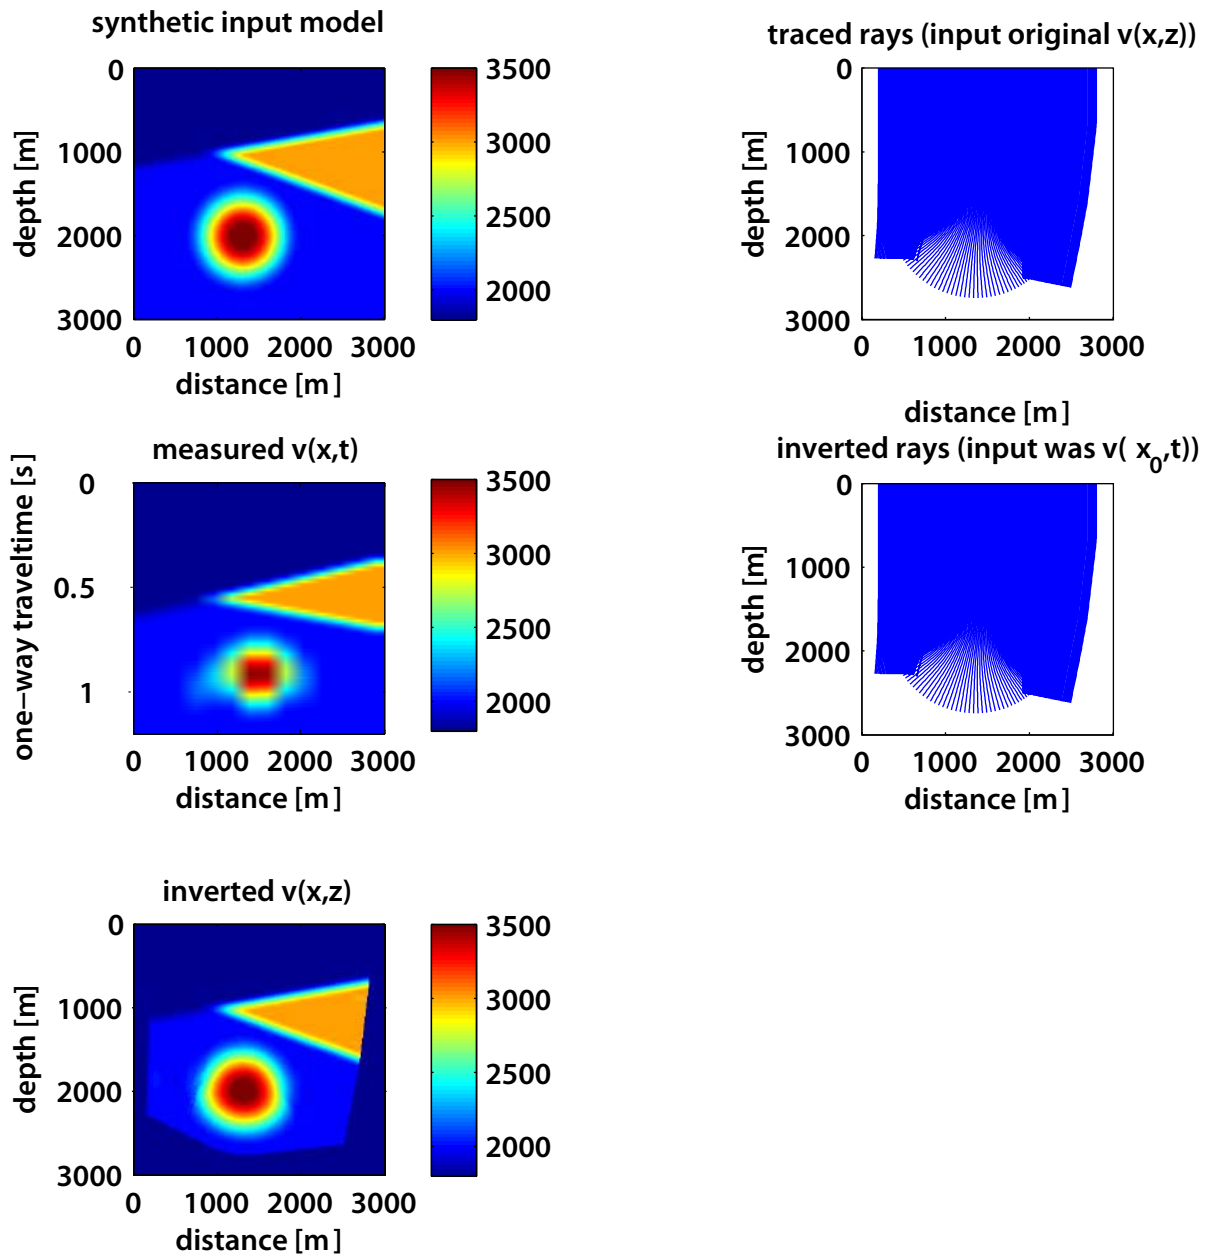 synthetic input model
0
1000
2000
3000
depth [m]
0 1000 2000 3000
distance [m]
3500
3000
2500
2000
traced rays (input original v(x,z))
0
1000
2000
3000
depth [m]
0 1000 2000 3000
distance [m]
measured v(x,t)
0
0.5
1
one−way traveltime [s]
0 1000 2000 3000
distance [m]
3500
3000
2500
2000
inverted rays (input was v( x0,t))
0
1000
2000
3000
depth [m]
0 1000 2000 3000
distance [m]
inverted v(x,z)
0
1000
2000
3000
depth [m]
0 1000 2000 3000
distance [m]
3500
3000
2500
2000